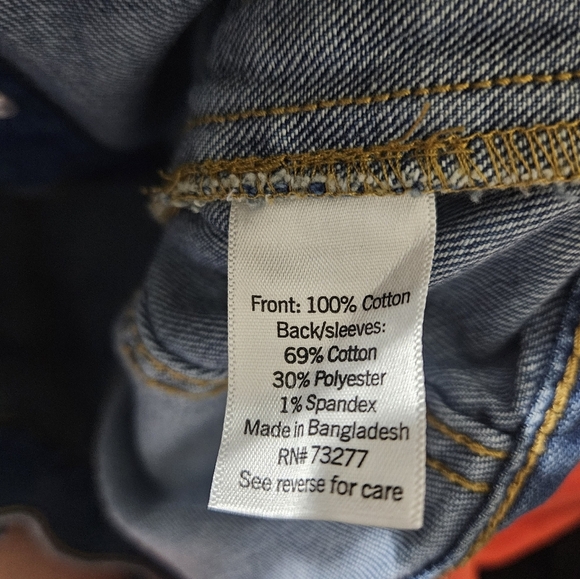 Front: 100% Cotton
Back/sleeves:
69% Cotton
30% Polyester
1% Spandex
Made in Bangladesh
RN# 73277
See reverse for care